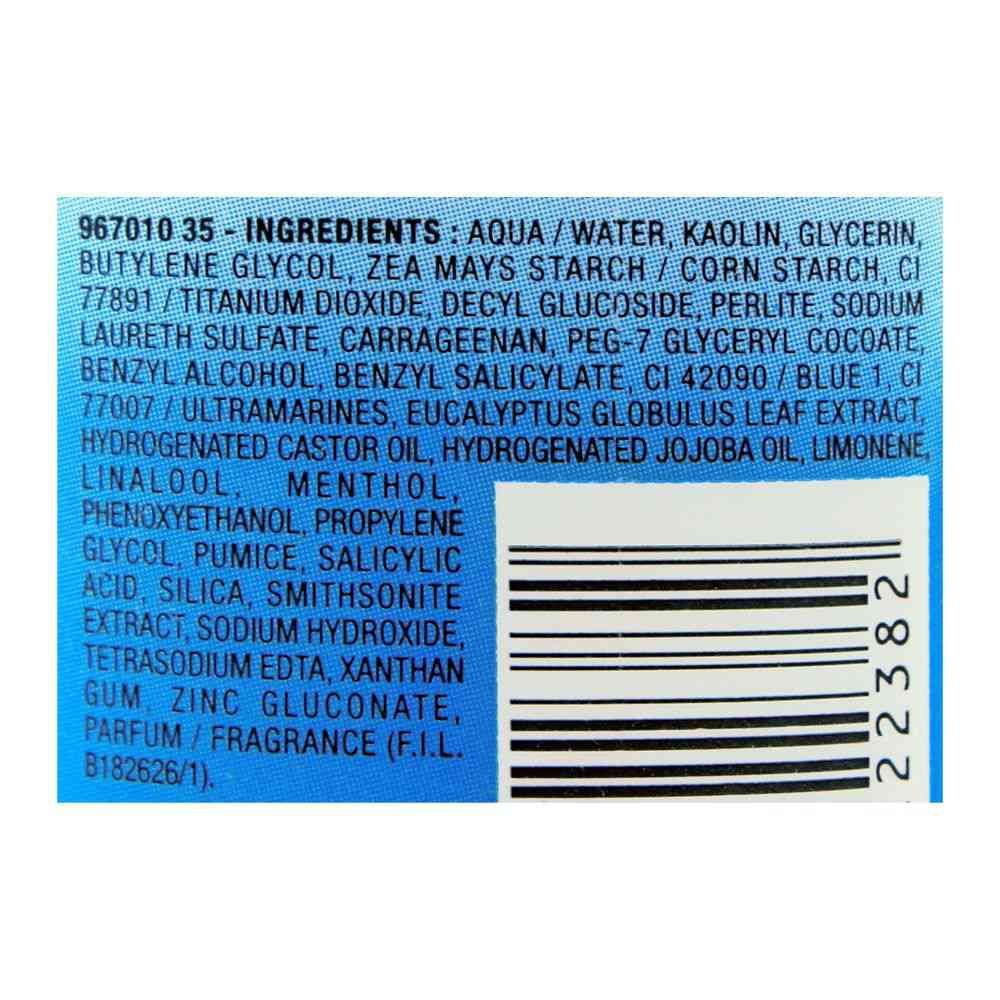 967010 35 - INGREDIENTS : AQUA / WATER, KAOLIN, GLYCERIN,
BUTYLENE GLYCOL, ZEA MAYS STARCH / CORN STARCH, CI
77891 / TITANIUM DIOXIDE, DECYL GLUCOSIDE, PERLITE, SODIUM
LAURETH SULFATE, CARRAGEENAN, PEG-7 GLYCERYL COCOATE,
BENZYL ALCOHOL, BENZYL SALICYLATE, CI 42090 / BLUE 1, CI
77007 / ULTRAMARINES, EUCALYPTUS GLOBULUS LEAF EXTRACT,
HYDROGENATED CASTOR OIL, HYDROGENATED JOJOBA OIL, LIMONENE,
LINALOOL, MENTHOL,
PHENOXYETHANOL, PROPYLENE
GLYCOL, PUMICE, SALICYLIC
ACID, SILICA, SMITHSONITE
EXTRACT, SODIUM HYDROXIDE,
TETRASODIUM EDTA, XANTHAN
GUM, ZINC GLUCONATE,
PARFUM / FRAGRANCE (F.I.L.
B182626/1).
22382